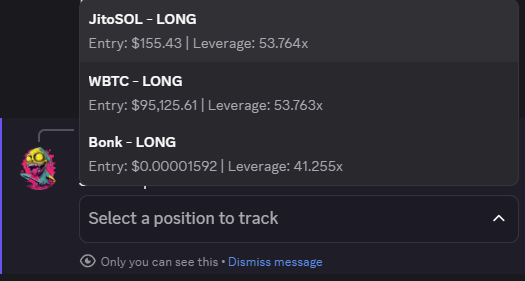 JitoSOL - LONG
Entry: $155.43 | Leverage: 53.764x
WBTC - LONG
Entry: $95,125.61 | Leverage: 53.763x
Bonk - LONG
Entry: $0.00001592 | Leverage: 41.255x
Select a position to track
Only you can see this • Dismiss message